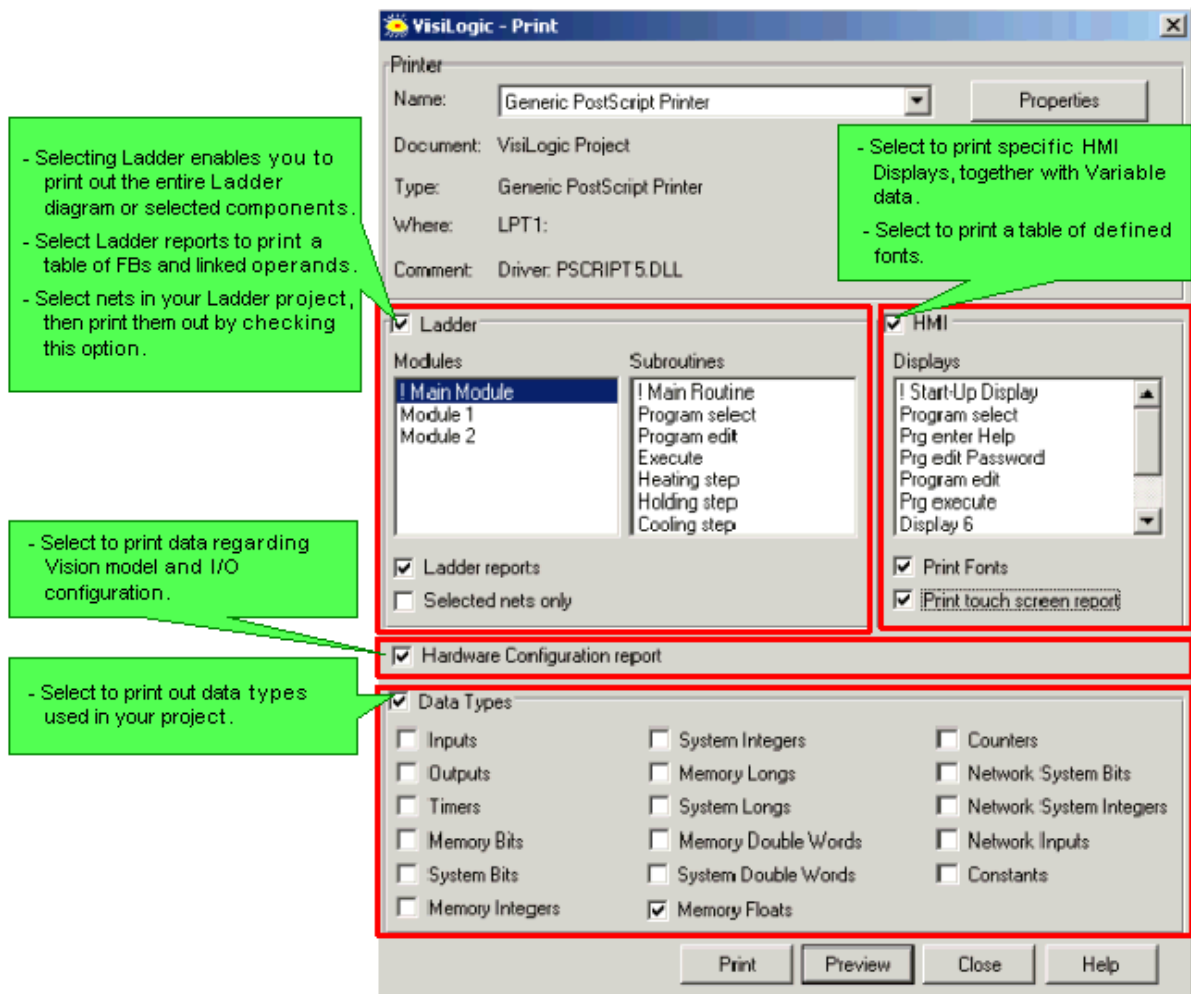 VisiLogic - Print
Printer
Name: Generic PostScript Printer Properties
Document: VisiLogic Project
Type: Generic PostScript Printer
Where: LPT1:
Comment: Driver: PSCRIPT5.DLL
- Selecting Ladder enables you to
print out the entire Ladder
diagram or selected components.
- Select Ladder reports to print a
table of FBs and linked operands.
- Select nets in your Ladder project,
then print them out by checking
this option.
- Select to print specific HMI
Displays, together with Variable
data.
- Select to print a table of defined
fonts.
Ladder
Modules
! Main Module
Module 1
Module 2
Subroutines
! Main Routine
Program select
Program edit
Execute
Heating step
Holding step
Cooling step
Ladder reports
Selected nets only
HMI
Displays
! Start-Up Display
Program select
Prg enter Help
Prg edit Password
Program edit
Prg execute
Display 6
Print Fonts
Print touch screen report
- Select to print data regarding
Vision model and I/O
configuration.
Hardware Configuration report
- Select to print out data types
used in your project.
Data Types
Inputs
Outputs
Timers
Memory Bits
System Bits
Memory Integers
System Integers
Memory Longs
System Longs
Memory Double Words
System Double Words
Memory Floats
Counters
Network System Bits
Network System Integers
Network Inputs
Constants
Print Preview Close Help